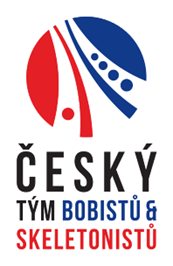 ČESKÝ
TÝM BOBISTŮ &
SKELETONISTŮ